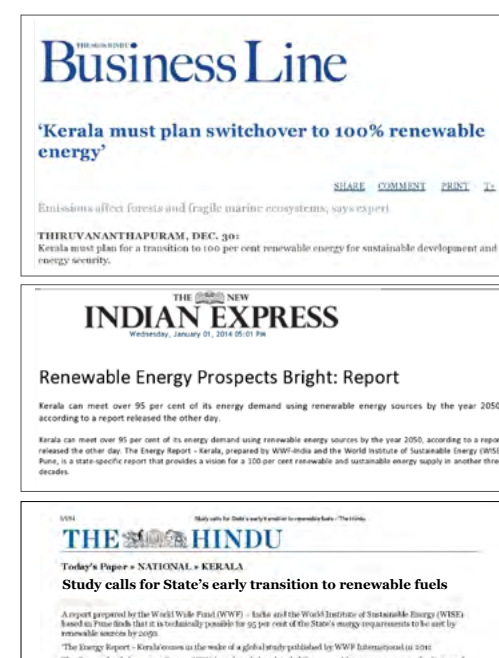 Business Line
'Kerala must plan switchover to 100% renewable
energy'
SHARE COMMENT PRINT T+
Emissions affect forests and fragile marine ecosystems, says expert
THIRUVANANTHAPURAM, DEC. 30:
Kerala must plan for a transition to 100 per cent renewable energy for sustainable development and
energy security.
THE NEW
INDIAN EXPRESS
Wednesday, January 01, 2014 05:01 PM
Renewable Energy Prospects Bright: Report
Kerala can meet over 95 per cent of its energy demand using renewable energy sources by the year 2050,
according to a report released the other day.
Kerala can meet over 95 per cent of its energy demand using renewable energy sources by the year 2050, according to a report
released the other day. The Energy Report - Kerala, prepared by WWF-India and the World Institute of Sustainable Energy (WISE)
Pune, is a state-specific report that provides a vision for a 100 per cent renewable and sustainable energy supply in another three
decades.
Study calls for State's early transition to renewable fuels - The Hindu
THE HINDU
Today's Paper » NATIONAL » KERALA
Study calls for State's early transition to renewable fuels
A report prepared by the World Wide Fund (WWF) – India and the World Institute of Sustainable Energy (WISE)
based in Pune finds that it is technically possible for 95 per cent of the State's energy requirements to be met by
renewable sources by 2050.
'The Energy Report - Kerala' comes in the wake of a global study published by WWF International in 2011